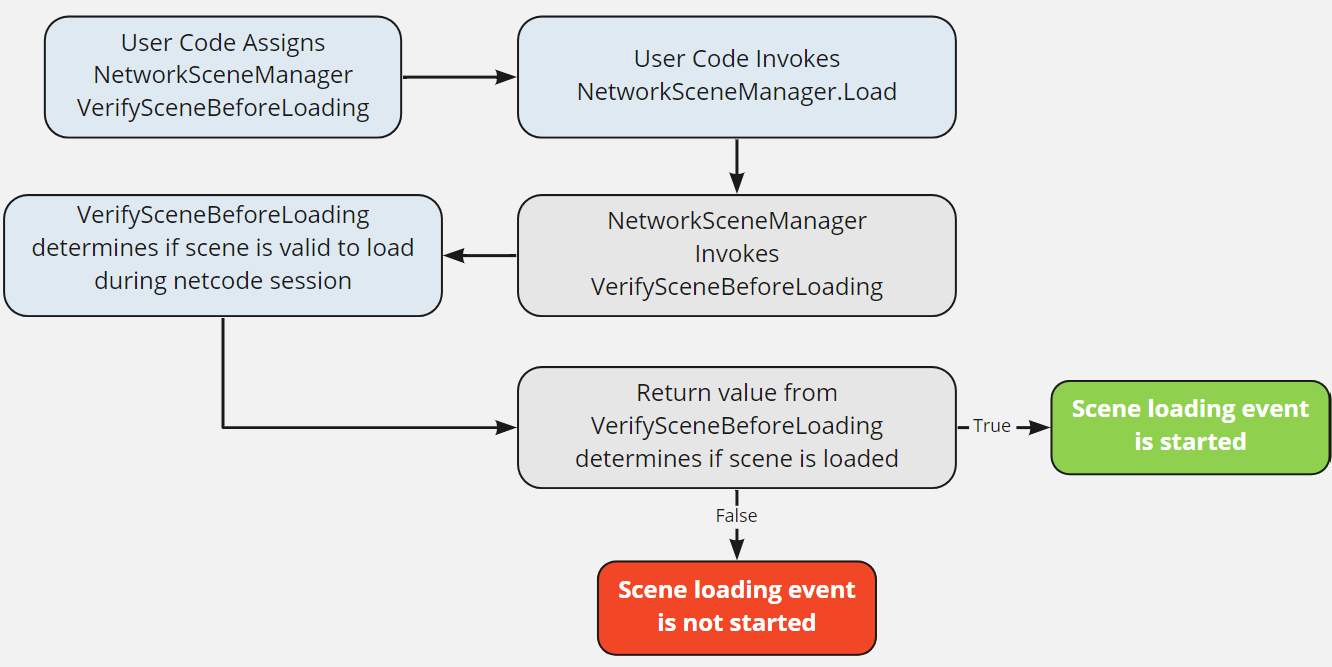 User Code Assigns
NetworkSceneManager
VerifySceneBeforeLoading
User Code Invokes
NetworkSceneManager.Load
NetworkSceneManager
Invokes
VerifySceneBeforeLoading
VerifySceneBeforeLoading
determines if scene is valid to load
during netcode session
Return value from
VerifySceneBeforeLoading
determines if scene is loaded
True
Scene loading event
is started
False
Scene loading event
is not started